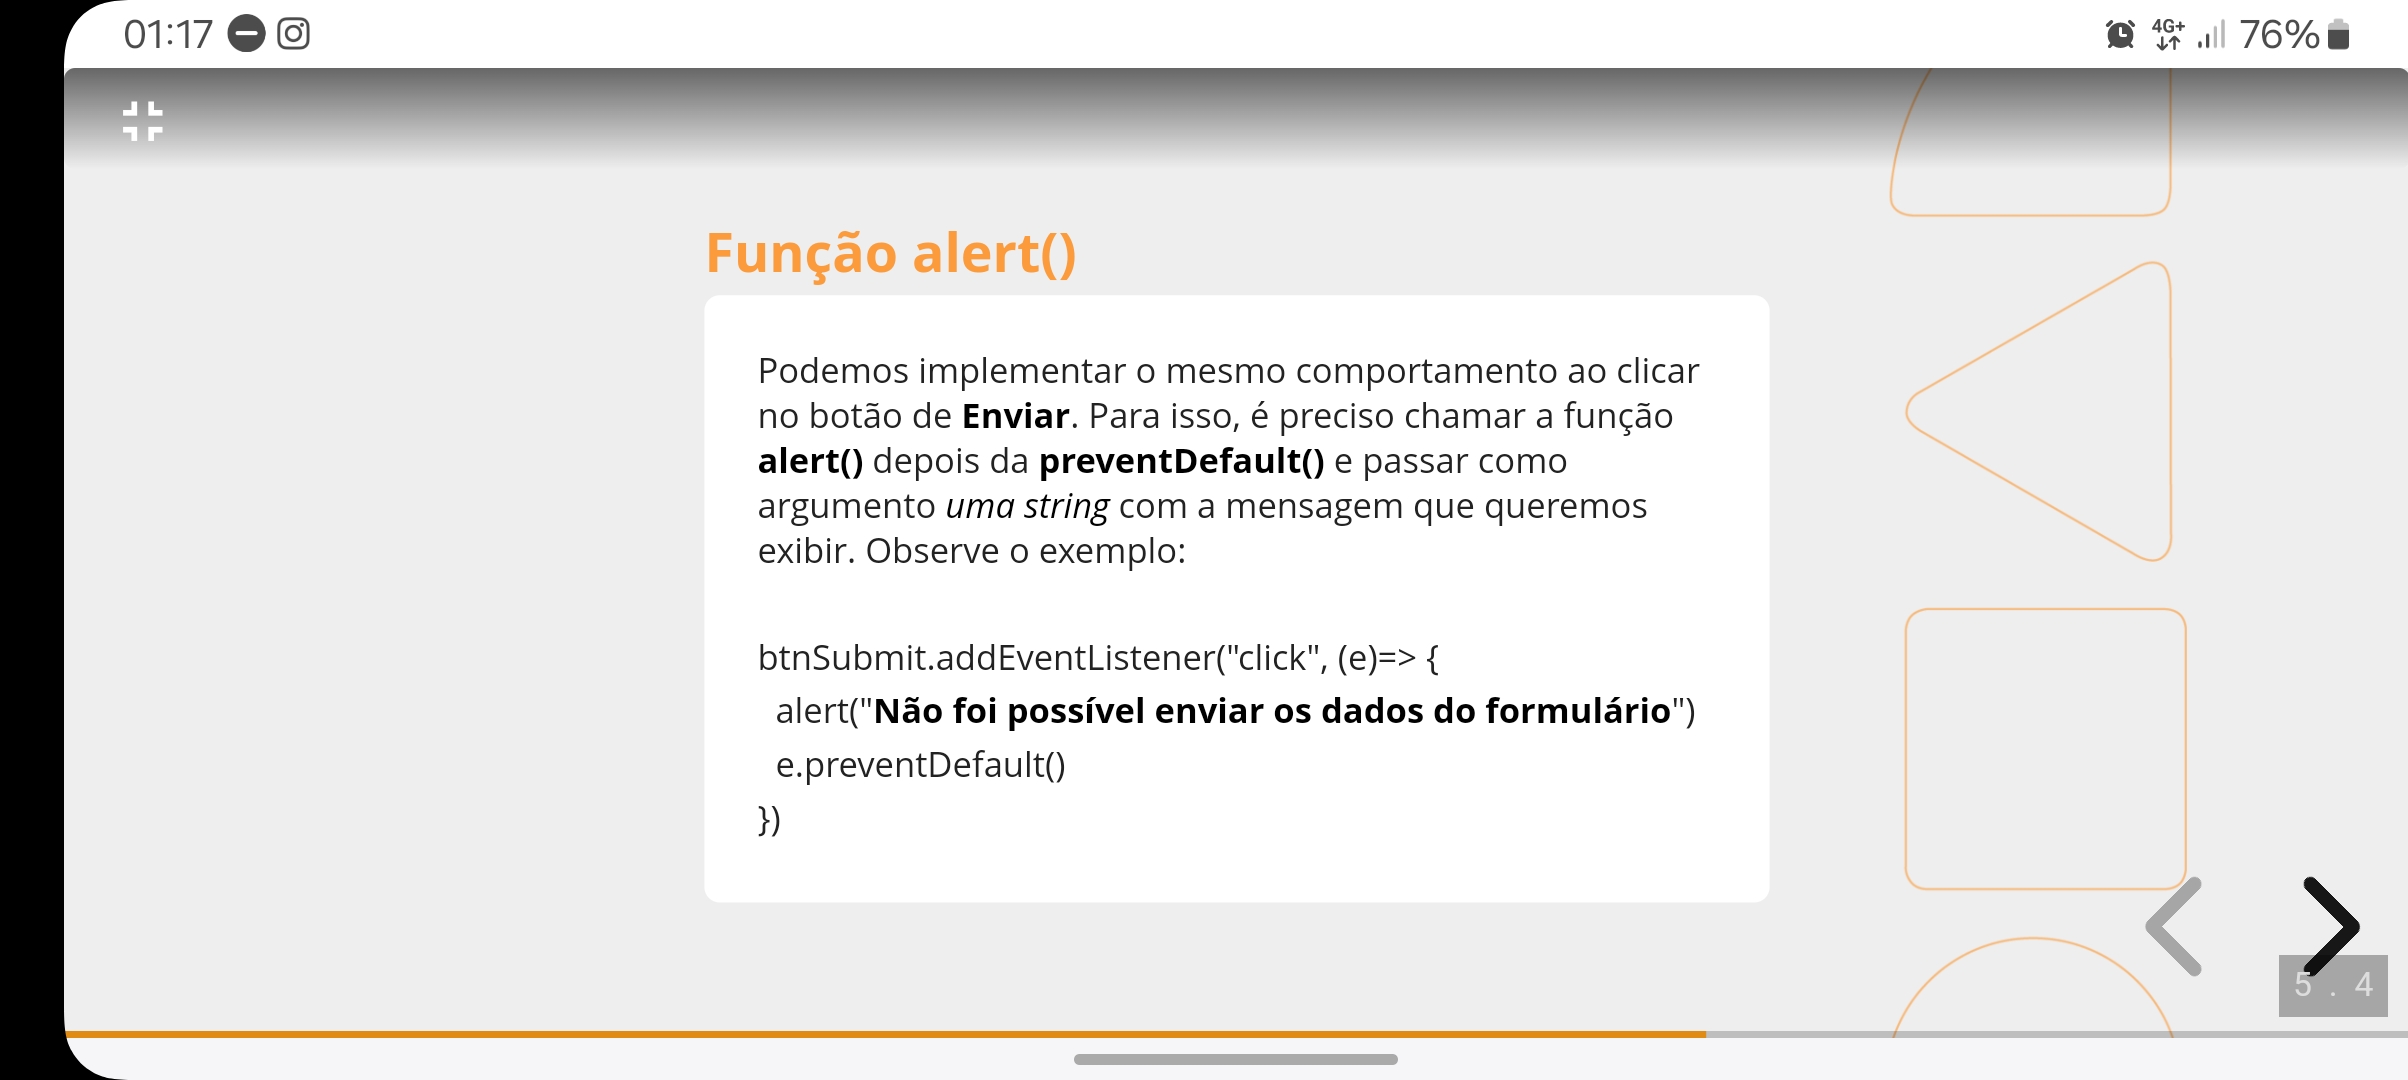 01:17
4G+
76%
Função alert()
Podemos implementar o mesmo comportamento ao clicar
no botão de Enviar. Para isso, é preciso chamar a função
alert() depois da preventDefault() e passar como
argumento uma string com a mensagem que queremos
exibir. Observe o exemplo:
btnSubmit.addEventListener("click", (e)=> {
alert("Não foi possível enviar os dados do formulário")
e.preventDefault()
})
5 . 4